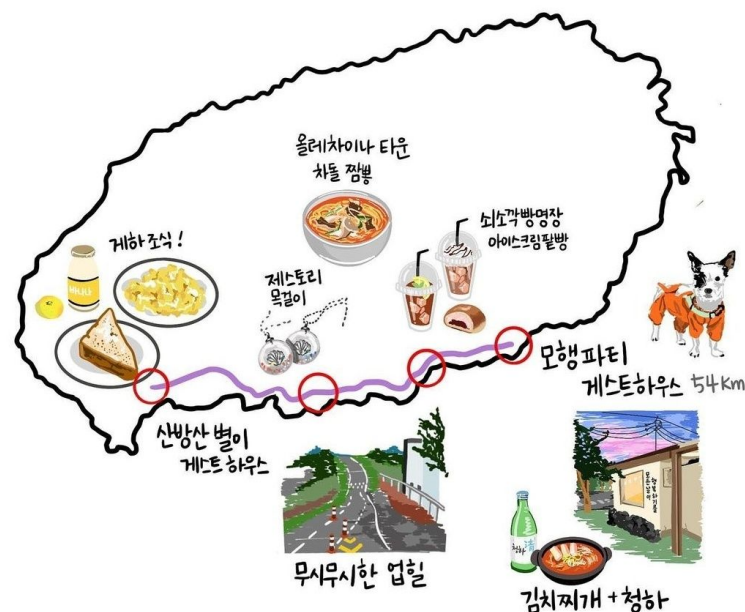 올레차이나 타운
차돌 짬뽕
쇠소깍빵명장
아이스크림팥빵
게하조식!
바나나
제스토리
목걸이
모행파티
게스트하우스 54km
산방산별이
게스트하우스
무시무시한 업힐
청하
김치찌개 + 청하